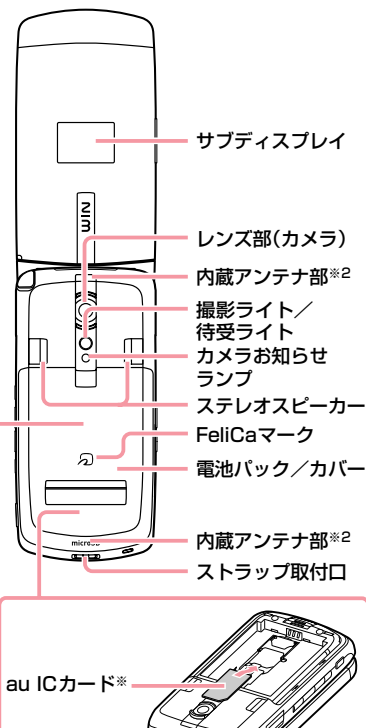 サブディスプレイ
WIN
レンズ部(カメラ)
内蔵アンテナ部※2
撮影ライト／
待受ライト
カメラお知らせ
ランプ
ステレオスピーカー
FeliCaマーク
電池パック／カバー
内蔵アンテナ部※2
microSD
ストラップ取付口
au ICカード※